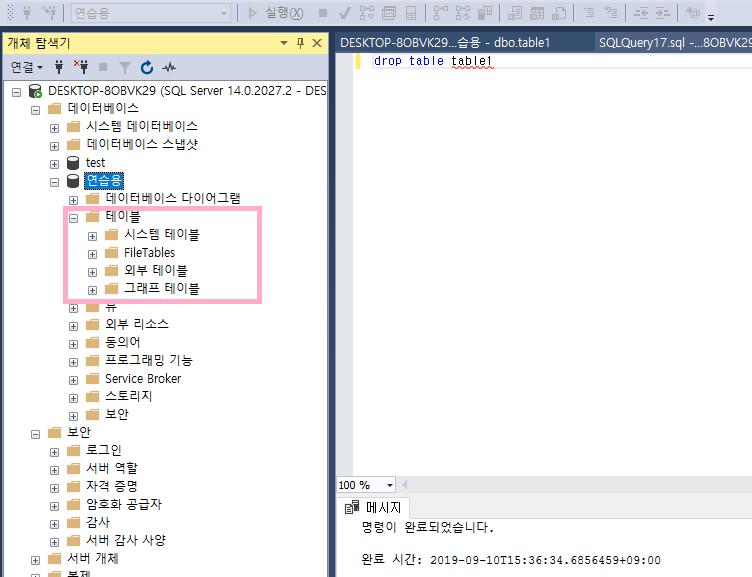 연습용
실행(X)
개체 탐색기
연결
DESKTOP-8OBVK29 (SQL Server 14.0.2027.2 - DES
데이터베이스
시스템 데이터베이스
데이터베이스 스냅샷
test
연습용
데이터베이스 다이어그램
테이블
시스템 테이블
FileTables
외부 테이블
그래프 테이블
뷰
외부 리소스
동의어
프로그래밍 기능
Service Broker
스토리지
보안
보안
로그인
서버 역할
자격 증명
암호화 공급자
감사
서버 감사 사양
서버 개체
복제
DESKTOP-8OBVK29...습용 - dbo.table1
SQLQuery17.sql -...8OBVK29
drop table table1
100 %
메시지
명령이 완료되었습니다.
완료 시간: 2019-09-10T15:36:34.6856459+09:00